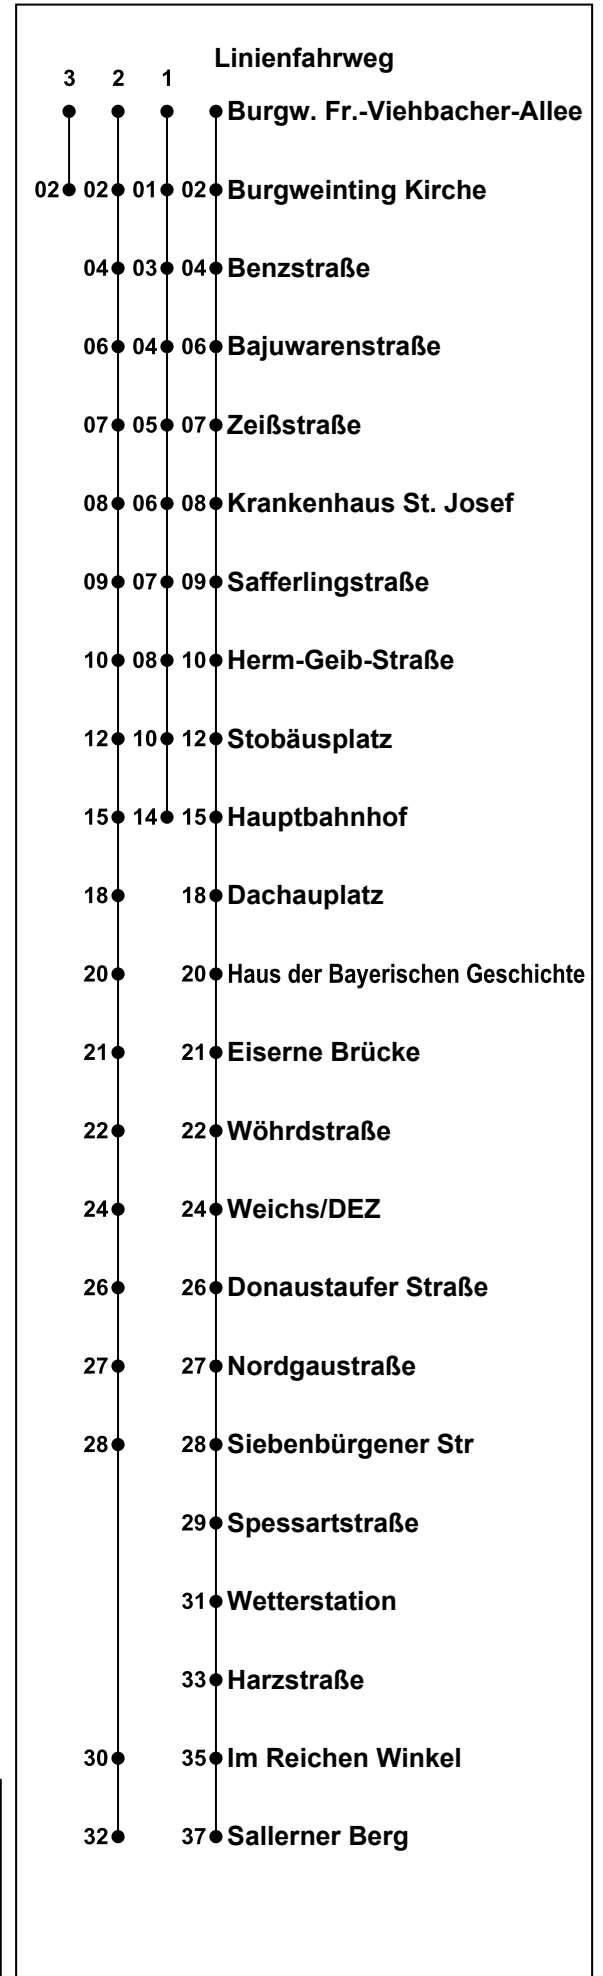 Linienfahrweg
3 2 1
Burgw. Fr.-Viehbacher-Allee
02 02 01 02 Burgweinting Kirche
04 03 04 Benzstraße
06 04 06 Bajuwarenstraße
07 05 07 Zeißstraße
08 06 08 Krankenhaus St. Josef
09 07 09 Safferlingstraße
10 08 10 Herm-Geib-Straße
12 10 12 Stobäusplatz
15 14 15 Hauptbahnhof
18 18 Dachauplatz
20 20 Haus der Bayerischen Geschichte
21 21 Eiserne Brücke
22 22 Wöhrdstraße
24 24 Weichs/DEZ
26 26 Donaustaufer Straße
27 27 Nordgaustraße
28 28 Siebenbürgener Str
29 Spessartstraße
31 Wetterstation
33 Harzstraße
30 35 Im Reichen Winkel
32 37 Sallerner Berg